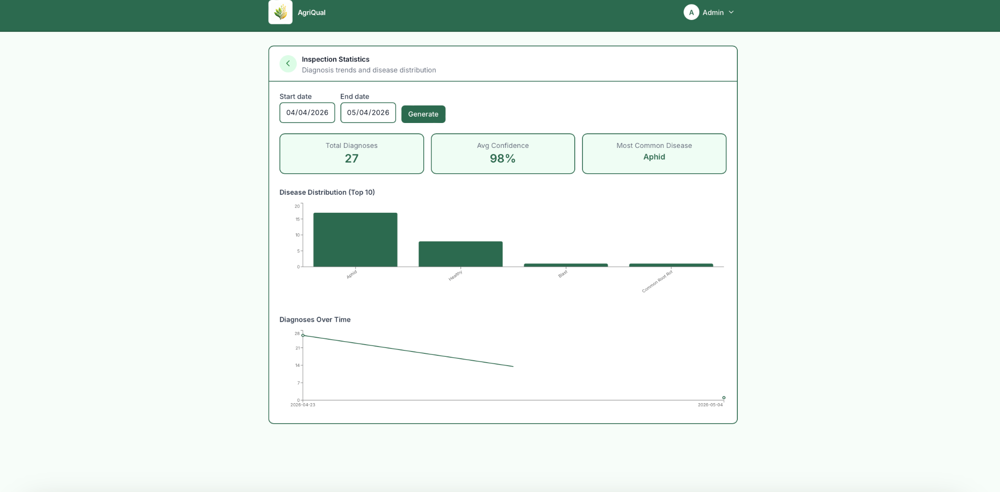 AgriQual
A
Admin
Inspection Statistics
Diagnosis trends and disease distribution
Start date
End date
04/04/2026
05/04/2026
Generate
Total Diagnoses
27
Avg Confidence
98%
Most Common Disease
Aphid
Disease Distribution (Top 10)
20
15
10
5
0
Aphid
Healthy
Blast
Common Root Rot
Diagnoses Over Time
28
21
14
7
0
2026-04-23
2026-05-04